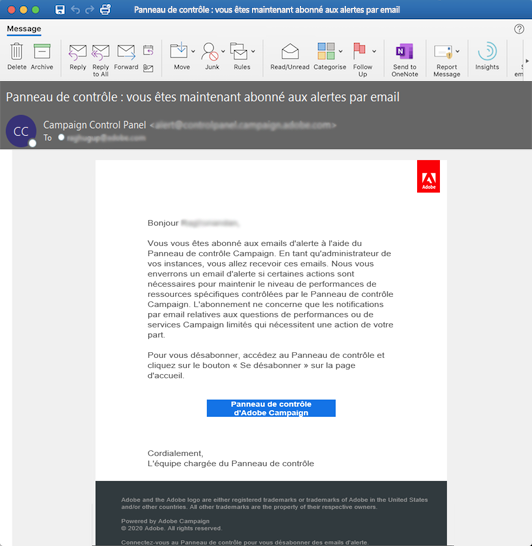 Panneau de contrôle : vous êtes maintenant abonné aux alertes par email
Message
Delete
Archive
Reply
Reply to All
Forward
Move
Junk
Rules
Read/Unread
Categorise
Follow Up
Send to OneNote
Report Message
Insights
Panneau de contrôle : vous êtes maintenant abonné aux alertes par email
CC
Campaign Control Panel <alert@controlpanel.campaign.adobe.com>
To
Adobe
Bonjour
Vous vous êtes abonné aux emails d'alerte à l'aide du
Panneau de contrôle Campaign. En tant qu'administrateur de
vos instances, vous allez recevoir ces emails. Nous vous
enverrons un email d'alerte si certaines actions sont
nécessaires pour maintenir le niveau de performances de
ressources spécifiques contrôlées par le Panneau de contrôle
Campaign. L'abonnement ne concerne que les notifications
par email relatives aux questions de performances ou de
services Campaign limités qui nécessitent une action de votre
part.
Pour vous désabonner, accédez au Panneau de contrôle et
cliquez sur le bouton « Se désabonner » sur la page
d'accueil.
Panneau de contrôle
d'Adobe Campaign
Cordialement,
L'équipe chargée du Panneau de contrôle
Adobe and the Adobe logo are either registered trademarks or trademarks of Adobe in the United States
and/or other countries. All other trademarks are the property of their respective owners.
Powered by Adobe Campaign
© 2020 Adobe. All rights reserved.
Connectez-vous au Panneau de contrôle pour vous désabonner des emails d'alerte.